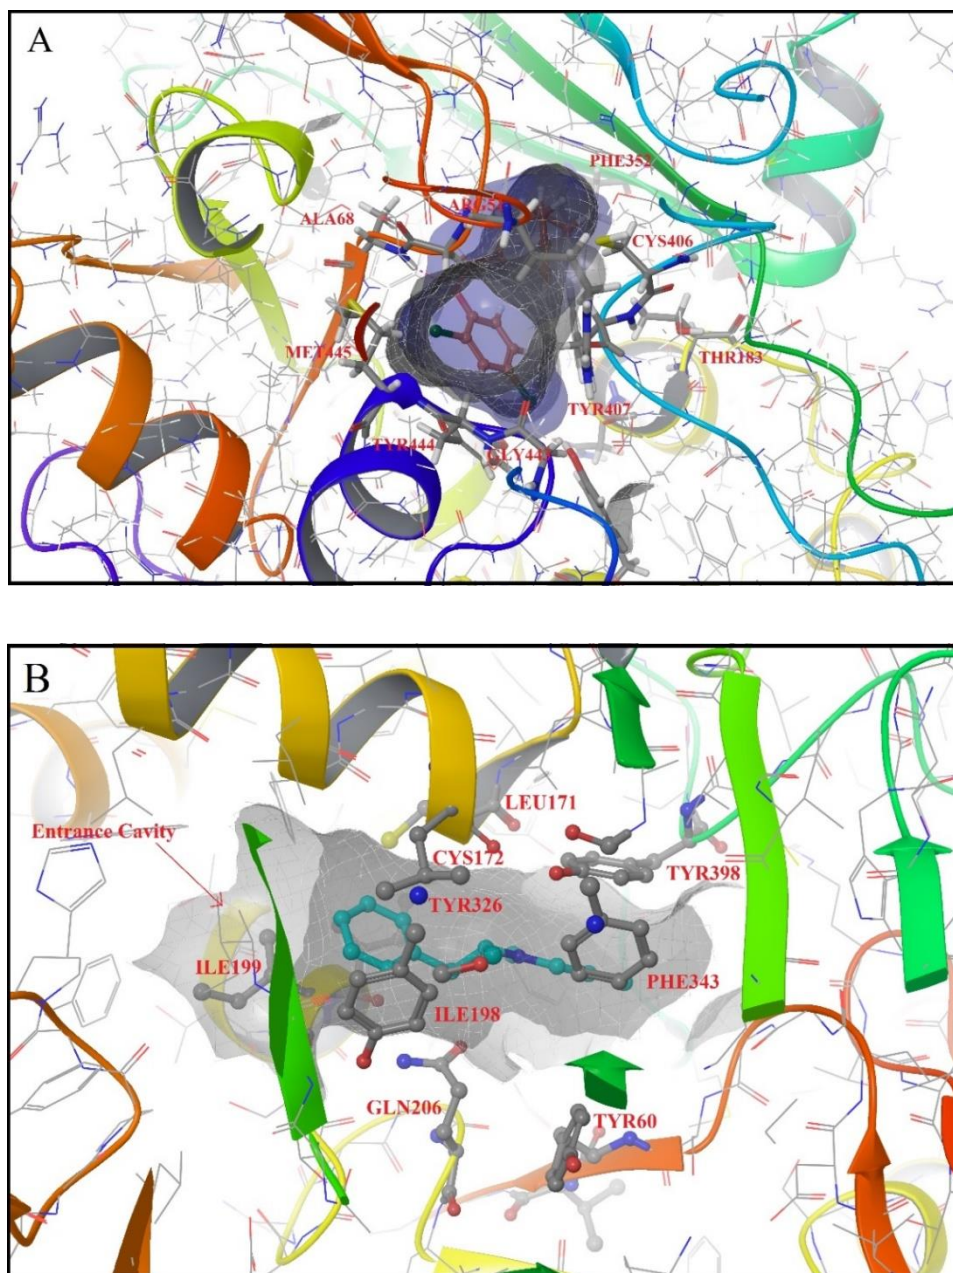 A
PHE352
ALA68
CYS406
MET445
THR183
TYR407
TYR444
B
LEU171
Entrance Cavity
CYS172
TYR398
TYR326
ILE199
PHE343
ILE198
GLN206
TYR60